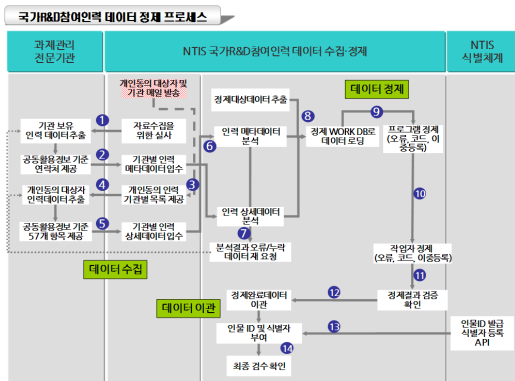 국가R&D참여인력 데이터 정제 프로세스
과제관리
전문기관
NTIS 국가R&D참여인력 데이터 수집·정제
NTIS
식별체계
개인동의 대상자 및
기관 메일 발송
데이터 정제
정제대상데이터 추출
1
8
9
기관 보유
인력 데이터 추출
자료수집을
위한 실사
6
인력 메타데이터
분석
정제 WORK DB로
데이터 로딩
프로그램 정제
(오류, 코드, 이
중등록)
2
공동활용정보 기준
연락처 제공
기관별 인력
메타데이터 입수
4
3
개인동의 대상자
인력데이터추출
개인동의 인력
기관별 목록 제공
10
5
공동활용정보 기준
57개 항목 제공
기관별 인력
상세데이터 입수
인력 상세데이터
분석
7
분석결과 오류/누락
데이터 재 요청
작업자 정제
(오류, 코드, 이중등록)
데이터 수집
11
12
데이터 이관
정제완료데이터
이관
정제결과 검증
확인
13
인물 ID 및 식별자
부여
인물ID 발급
식별자 등록
API
14
최종 검수 확인